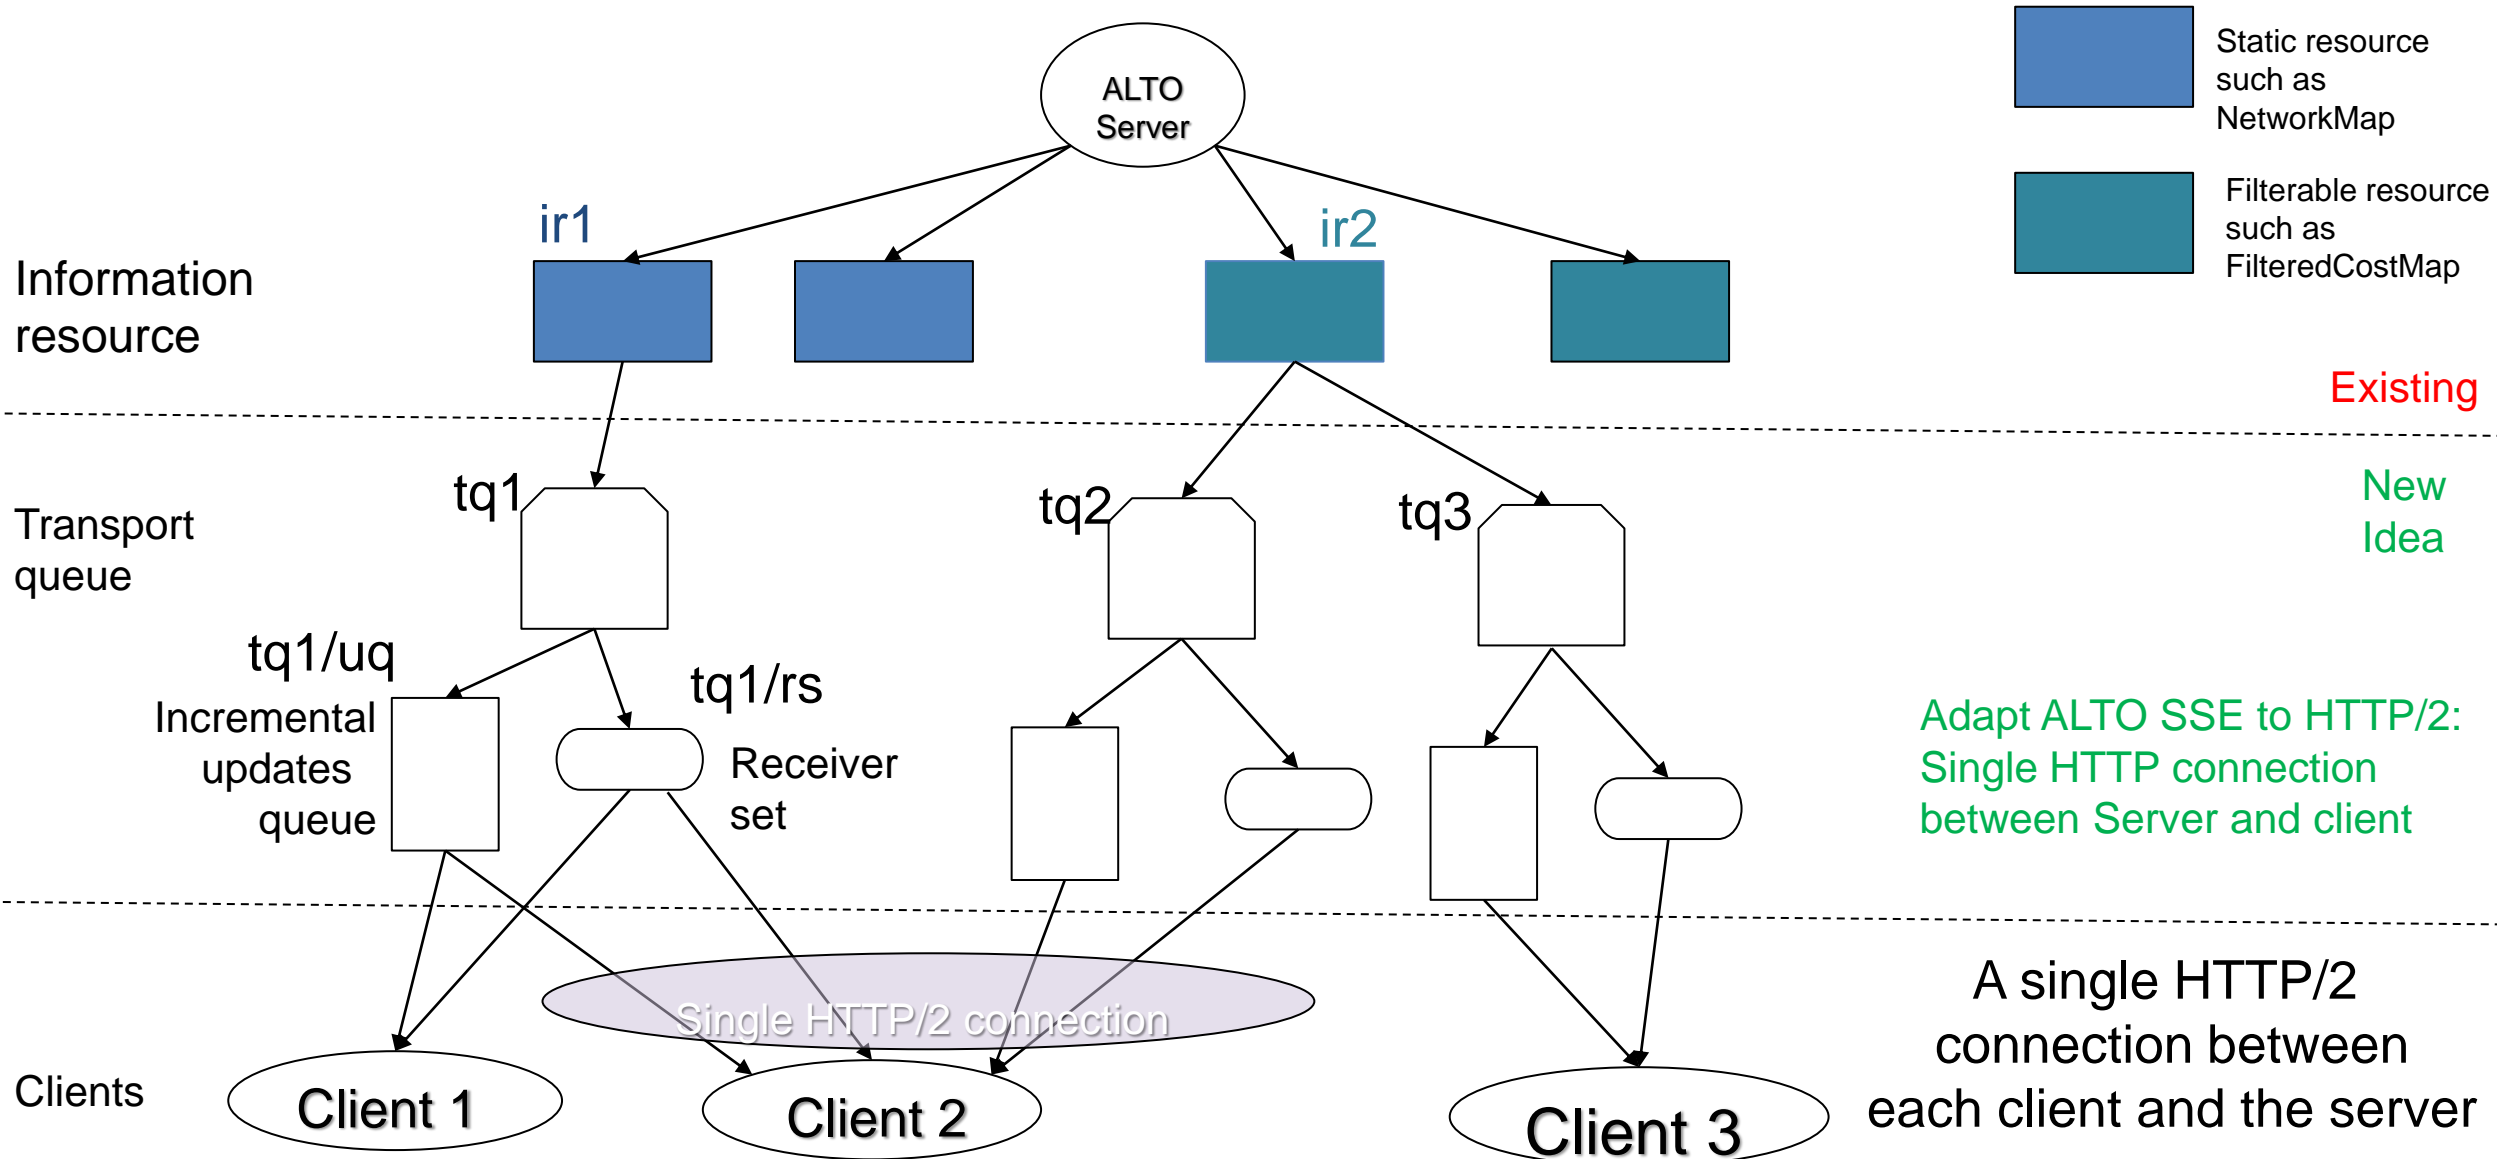 ALTO
Server
Static resource
such as
NetworkMap
Filterable resource
such as
FilteredCostMap
ir1
ir2
Information
resource
Existing
tq1
tq2
tq3
New
Idea
Transport
queue
tq1/uq
tq1/rs
Incremental
updates
queue
Receiver
set
Adapt ALTO SSE to HTTP/2:
Single HTTP connection
between Server and client
Single HTTP/2 connection
A single HTTP/2
connection between
each client and the server
Clients
Client 1
Client 2
Client 3